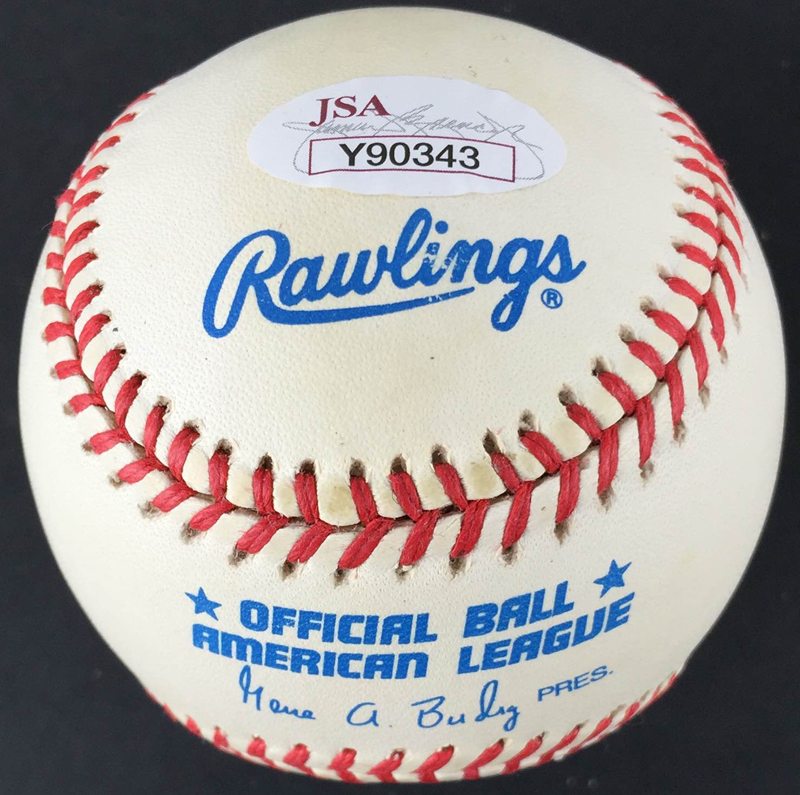 JSA
Y90343
Rawlings®
★ OFFICIAL BALL ★
AMERICAN LEAGUE
Gene A. Budig PRES.